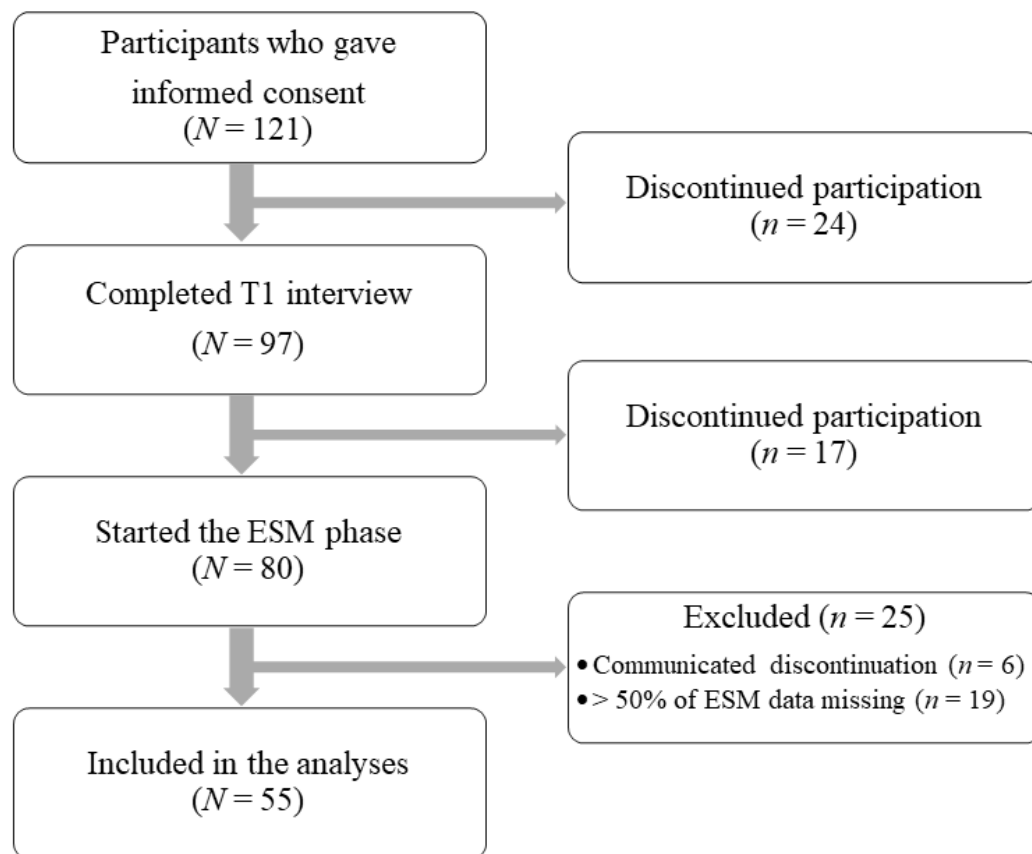 Participants who gave
informed consent
(N = 121)
Discontinued participation
(n = 24)
Completed T1 interview
(N = 97)
Discontinued participation
(n = 17)
Started the ESM phase
(N = 80)
Excluded (n = 25)
• Communicated discontinuation (n = 6)
• > 50% of ESM data missing (n = 19)
Included in the analyses
(N = 55)